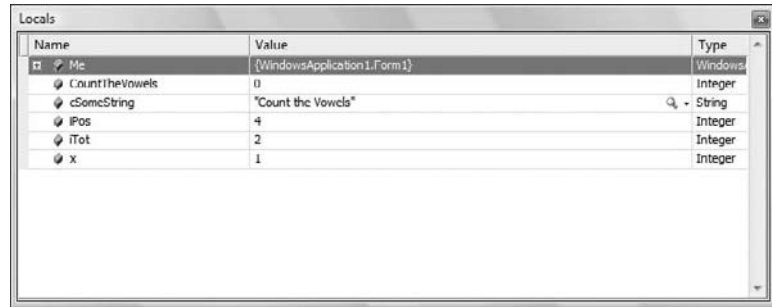 Locals
Name Value Type
Me {WindowsApplication1.Form1} Windows
CountTheVowels 0 Integer
cSomeString "Count the Vowels" String
iPos 4 Integer
iTot 2 Integer
x 1 Integer